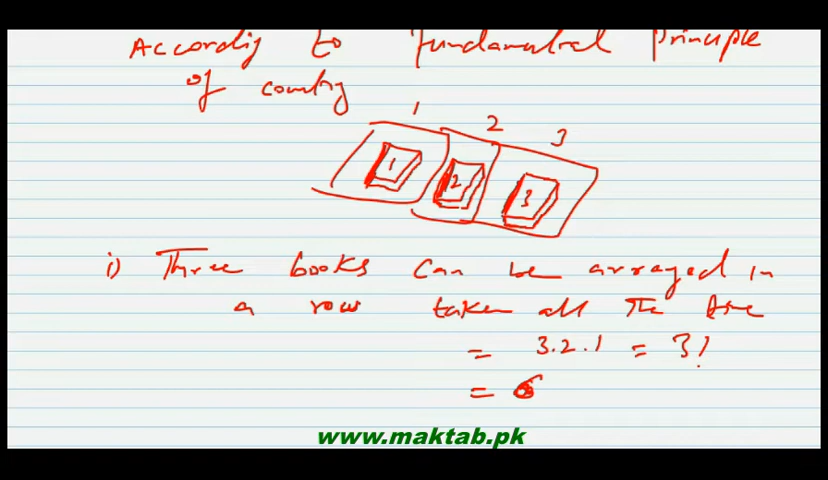 According to fundamental Principle
of counting
1 2 3
1 2 3
i) Three books can be arranged in
a row taken all the time
= 3.2.1 = 3!
= 6
www.maktab.pk